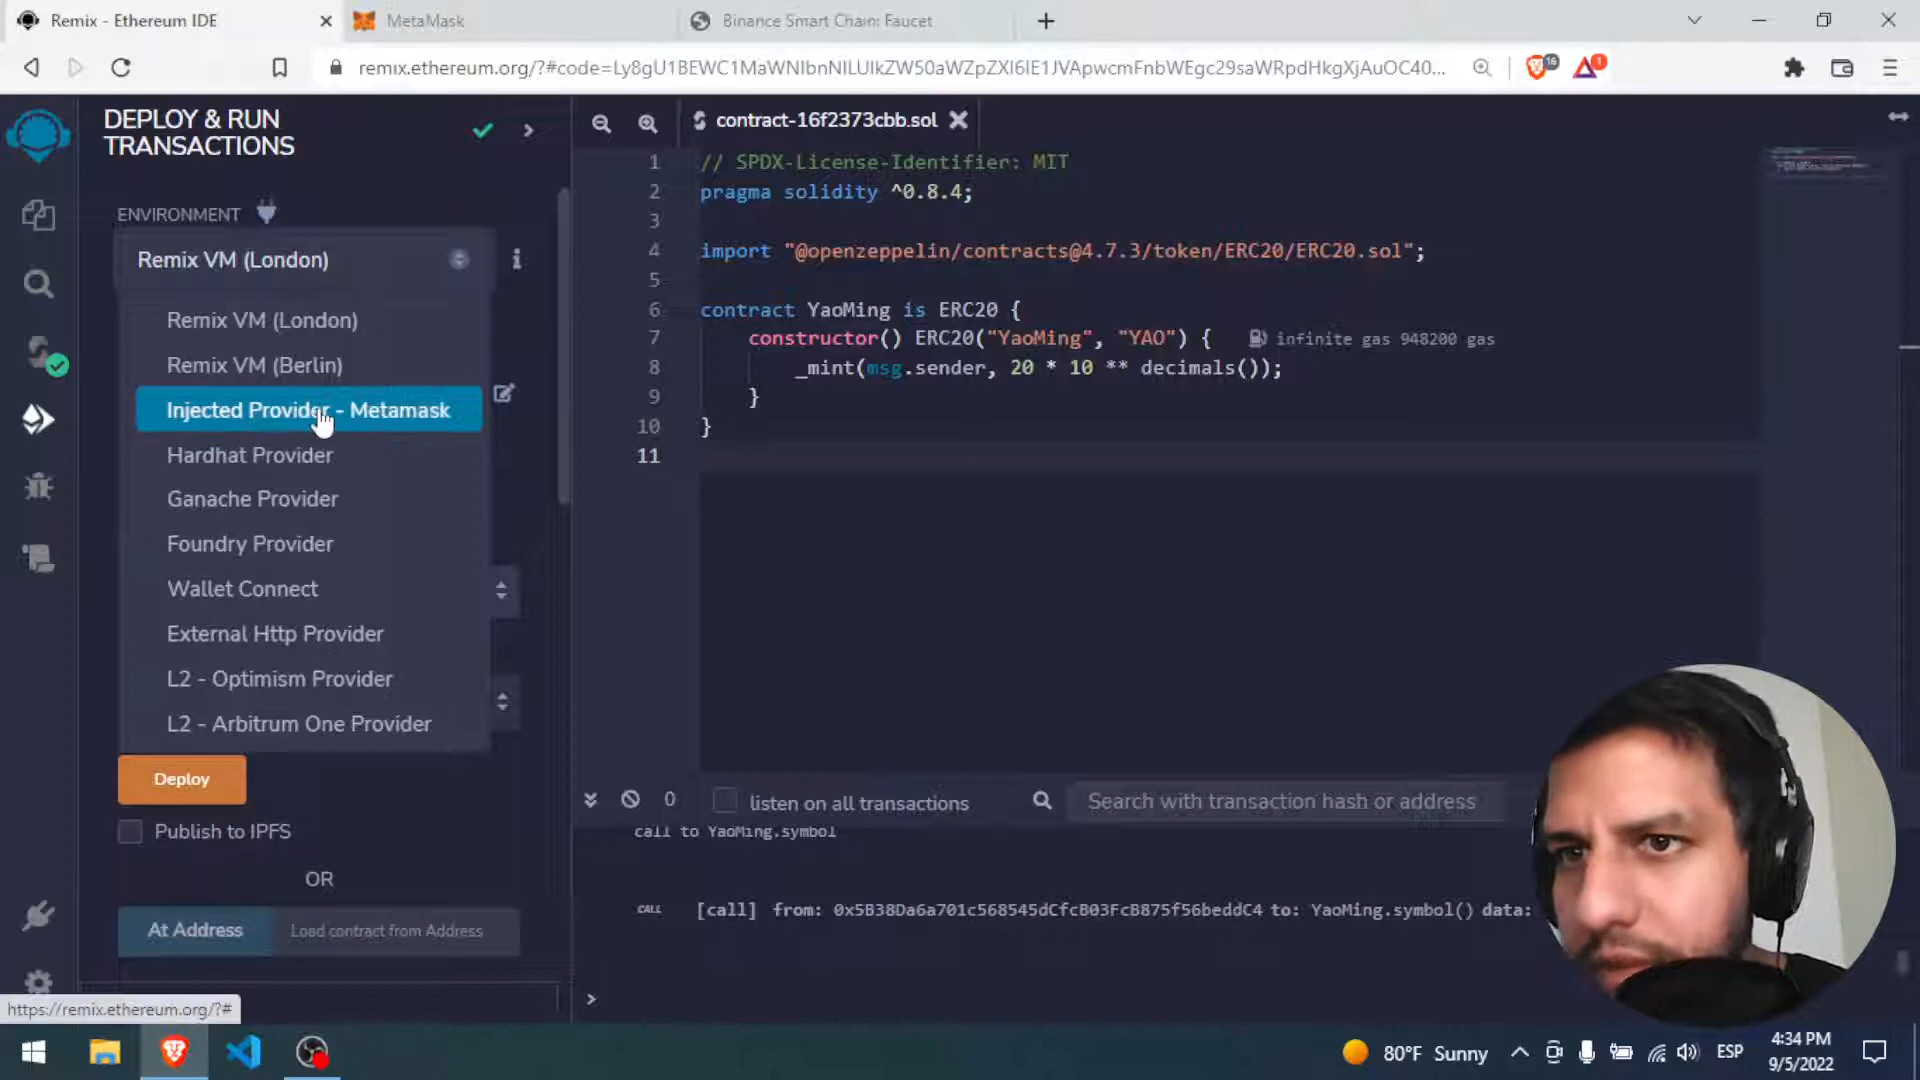 Remix - Ethereum IDE
MetaMask
Binance Smart Chain: Faucet
remix.ethereum.org/?#code=Ly8gU1BEWC1MaWNlbnNlLUlkZW50aWZpZXI6IE1JVApwcmFnbWEgc29saWRpdHkgXjAuOC40...
16
1
DEPLOY & RUN
TRANSACTIONS
contract-16f2373cbb.sol
ENVIRONMENT
Remix VM (London)
Remix VM (London)
Remix VM (Berlin)
Injected Provider - Metamask
Hardhat Provider
Ganache Provider
Foundry Provider
Wallet Connect
External Http Provider
L2 - Optimism Provider
L2 - Arbitrum One Provider
Deploy
Publish to IPFS
OR
At Address
Load contract from Address
https://remix.ethereum.org/?#
1 // SPDX-License-Identifier: MIT
2 pragma solidity ^0.8.4;
3
4 import "@openzeppelin/contracts@4.7.3/token/ERC20/ERC20.sol";
5
6 contract YaoMing is ERC20 {
7 constructor() ERC20("YaoMing", "YAO") { infinite gas 948200 gas
8 _mint(msg.sender, 20 * 10 ** decimals());
9 }
10 }
11
0
listen on all transactions
Search with transaction hash or address
call to YaoMing.symbol
CALL [call] from: 0x5B38Da6a701c568545dCfcB03FcB875f56beddC4 to: YaoMing.symbol() data:
>
80°F Sunny
ESP
4:34 PM
9/5/2022